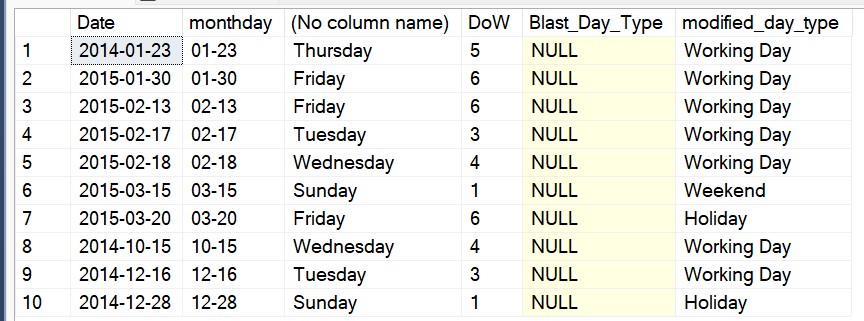 Date monthday (No column name) DoW Blast_Day_Type modified_day_type
1 2014-01-23 01-23 Thursday 5 NULL Working Day
2 2015-01-30 01-30 Friday 6 NULL Working Day
3 2015-02-13 02-13 Friday 6 NULL Working Day
4 2015-02-17 02-17 Tuesday 3 NULL Working Day
5 2015-02-18 02-18 Wednesday 4 NULL Working Day
6 2015-03-15 03-15 Sunday 1 NULL Weekend
7 2015-03-20 03-20 Friday 6 NULL Holiday
8 2014-10-15 10-15 Wednesday 4 NULL Working Day
9 2014-12-16 12-16 Tuesday 3 NULL Working Day
10 2014-12-28 12-28 Sunday 1 NULL Holiday